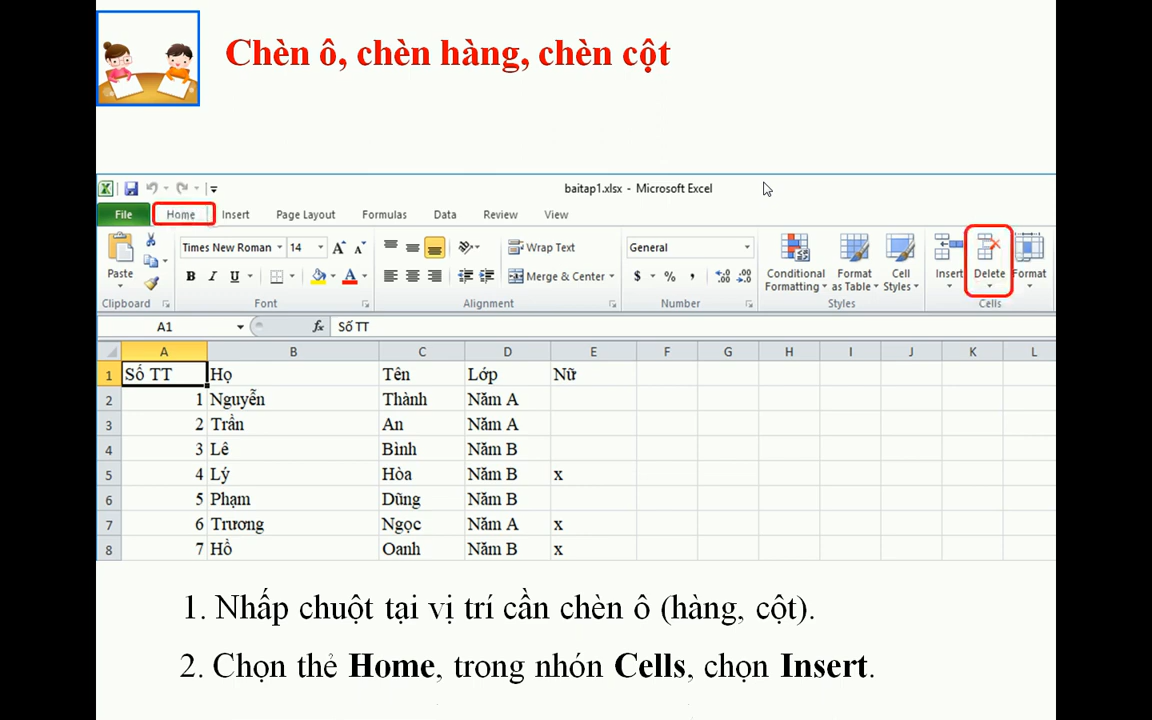 Chèn ô, chèn hàng, chèn cột
baitap1.xlsx - Microsoft Excel
File Home Insert Page Layout Formulas Data Review View
Times New Roman 14 Wrap Text General
Paste B I U A Merge & Center $ % , Conditional Formatting Format as Table Cell Styles Insert Delete Format
Clipboard Font Alignment Number Styles Cells
A1 fx Số TT
A B C D E F G H I J K L
1 Số TT Họ Tên Lớp Nữ
2 1 Nguyễn Thành Năm A
3 2 Trần An Năm A
4 3 Lê Bình Năm B
5 4 Lý Hòa Năm B x
6 5 Phạm Dũng Năm B
7 6 Trương Ngọc Năm A x
8 7 Hồ Oanh Năm B x
1. Nhấp chuột tại vị trí cần chèn ô (hàng, cột).
2. Chọn thẻ Home, trong nhón Cells, chọn Insert.